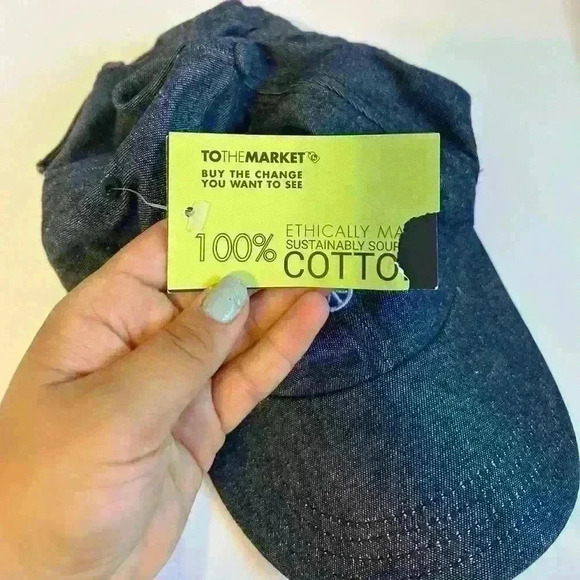 TOTHEMARKET
BUY THE CHANGE
YOU WANT TO SEE
100% ETHICALLY MA
SUSTAINABLY SOUR
COTTO